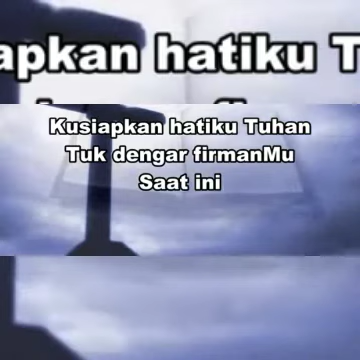 apkan hatiku T
Kusiapkan hatiku Tuhan
Tuk dengar firmanMu
Saat ini